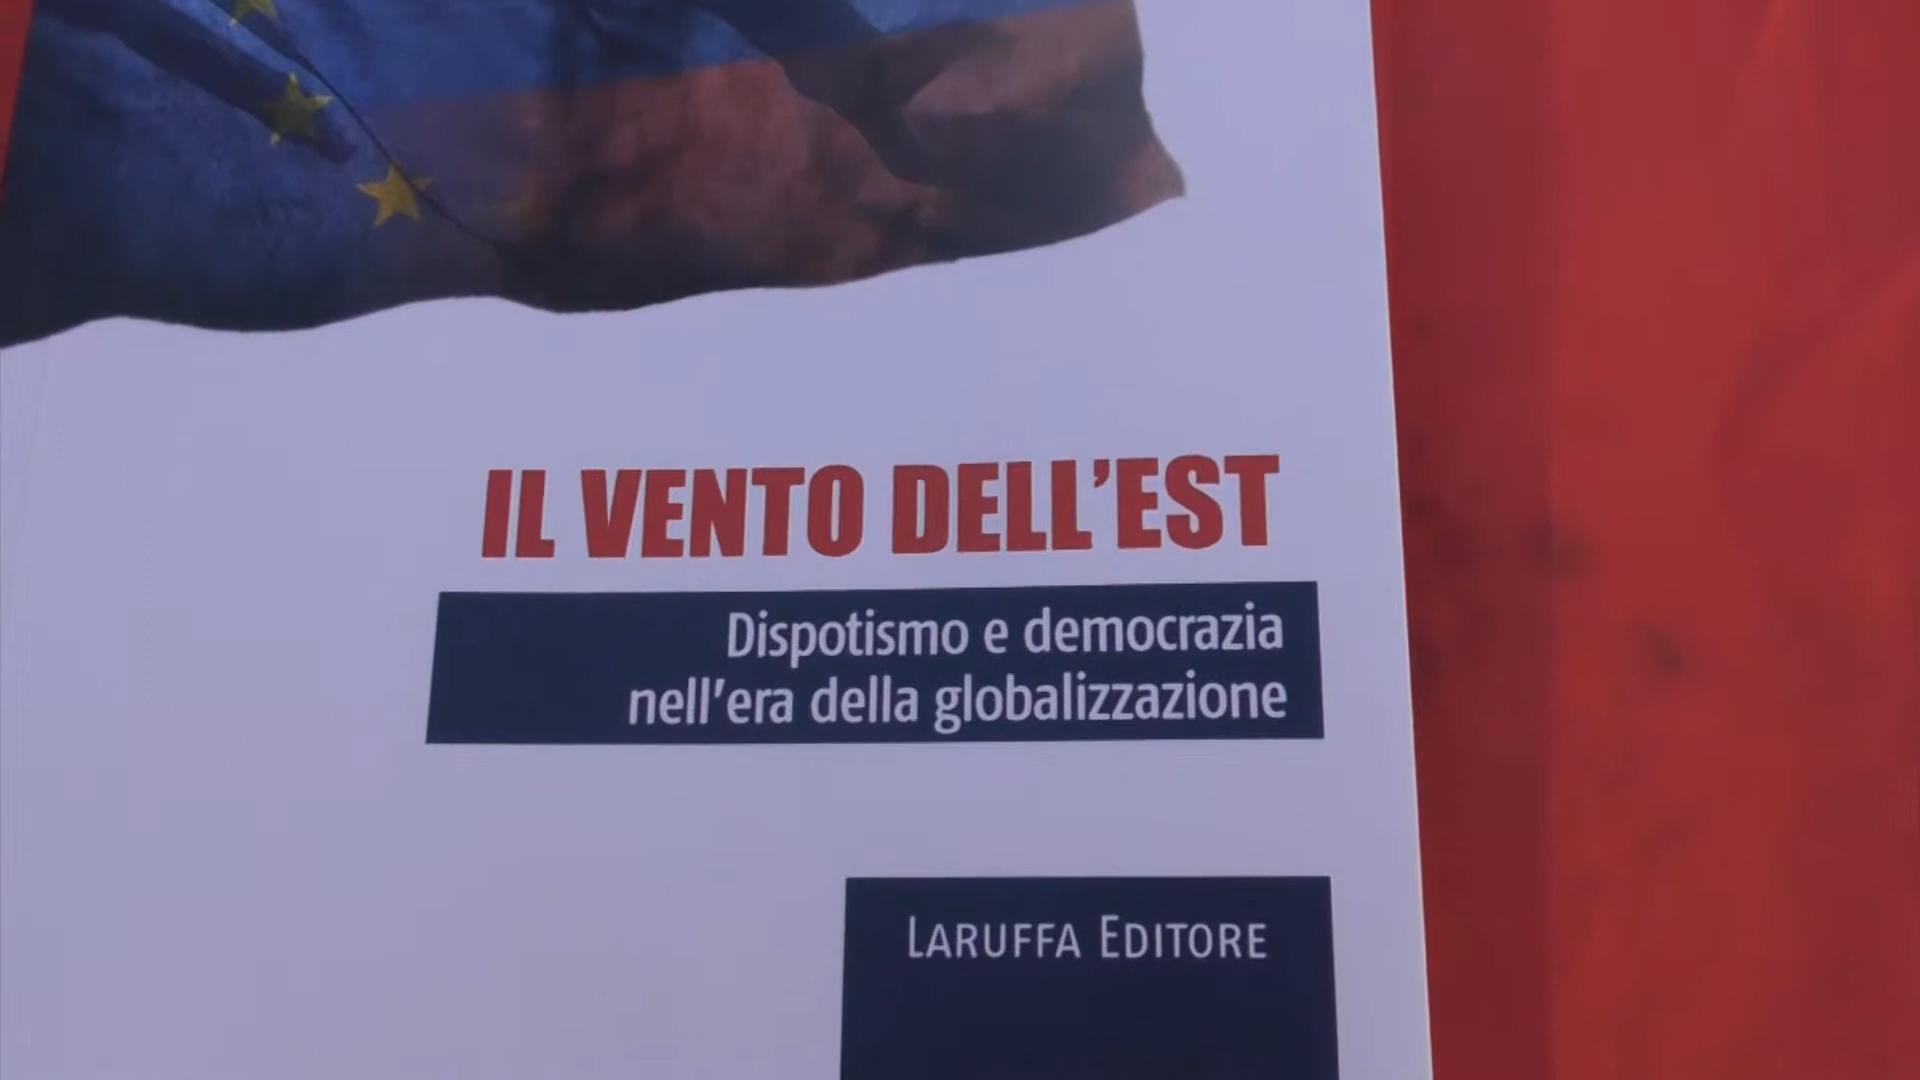 IL VENTO DELL'EST
Dispotismo e democrazia
nell'era della globalizzazione
LARUFFA EDITORE